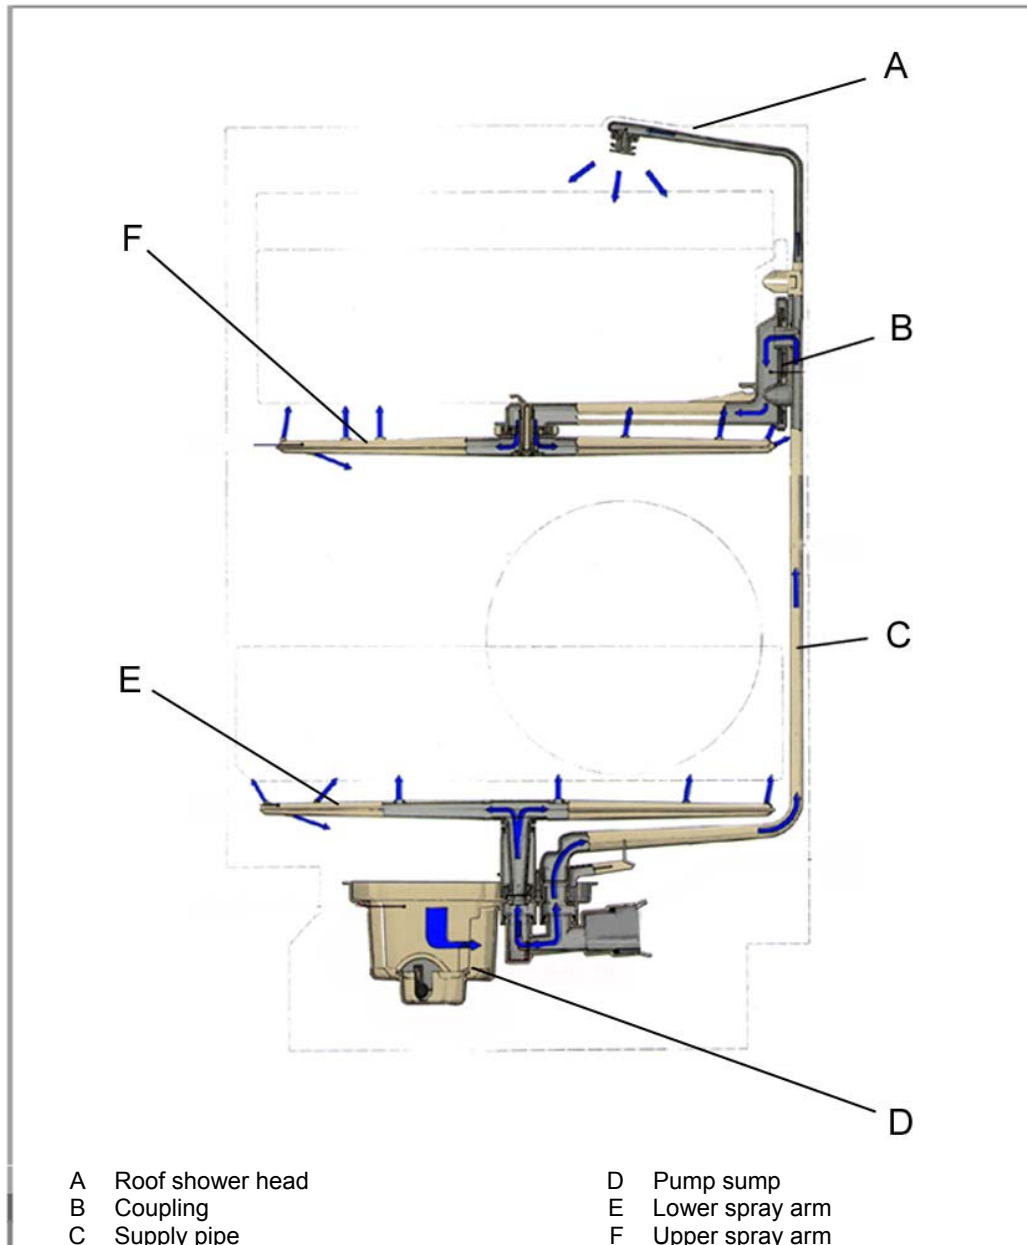 A
F
B
C
E
D
A Roof shower head
B Coupling
C Supply pipe
D Pump sump
E Lower spray arm
F Upper spray arm